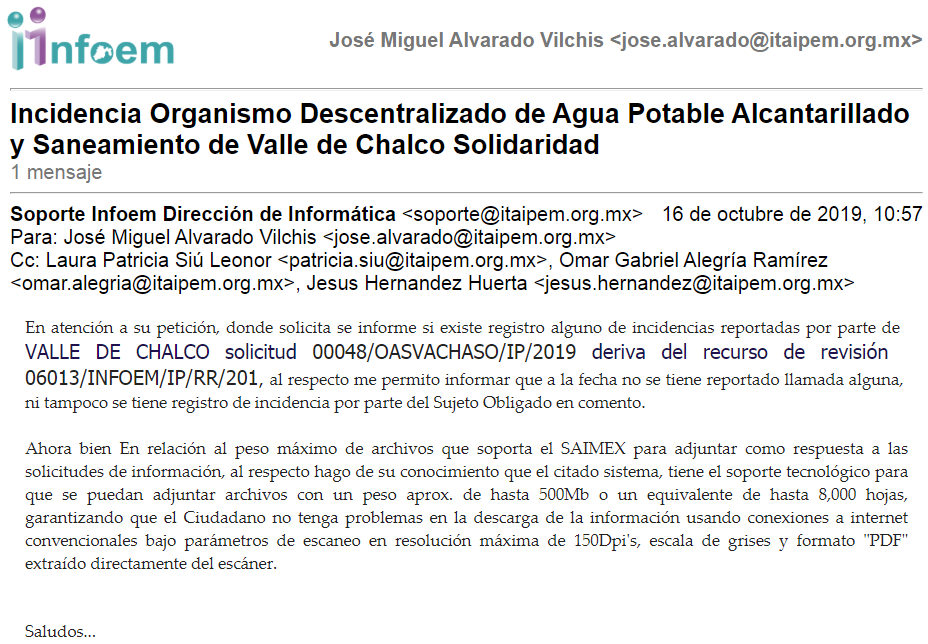 infoem
José Miguel Alvarado Vilchis <jose.alvarado@itaipem.org.mx>
Incidencia Organismo Descentralizado de Agua Potable Alcantarillado
y Saneamiento de Valle de Chalco Solidaridad
1 mensaje
Soporte Infoem Dirección de Informática <soporte@itaipem.org.mx> 16 de octubre de 2019, 10:57
Para: José Miguel Alvarado Vilchis <jose.alvarado@itaipem.org.mx>
Cc: Laura Patricia Siú Leonor <patricia.siu@itaipem.org.mx>, Omar Gabriel Alegría Ramírez
<omar.alegria@itaipem.org.mx>, Jesus Hernandez Huerta <jesus.hernandez@itaipem.org.mx>
En atención a su petición, donde solicita se informe si existe registro alguno de incidencias reportadas por parte de
VALLE DE CHALCO solicitud 00048/OASVACHASO/IP/2019 deriva del recurso de revisión
06013/INFOEM/IP/RR/201, al respecto me permito informar que a la fecha no se tiene reportado llamada alguna,
ni tampoco se tiene registro de incidencia por parte del Sujeto Obligado en comento.
Ahora bien En relación al peso máximo de archivos que soporta el SAIMEX para adjuntar como respuesta a las
solicitudes de información, al respecto hago de su conocimiento que el citado sistema, tiene el soporte tecnológico para
que se puedan adjuntar archivos con un peso aprox. de hasta 500Mb o un equivalente de hasta 8,000 hojas,
garantizando que el Ciudadano no tenga problemas en la descarga de la información usando conexiones a internet
convencionales bajo parámetros de escaneo en resolución máxima de 150Dpi's, escala de grises y formato "PDF"
extraído directamente del escáner.
Saludos...